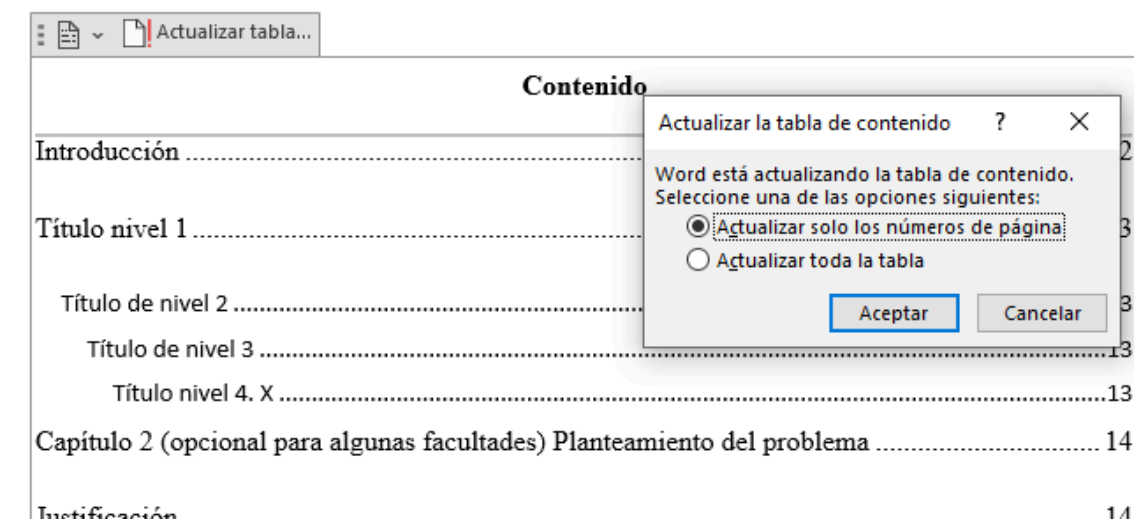 Actualizar tabla...
Contenido
Actualizar la tabla de contenido ? X
Word está actualizando la tabla de contenido.
Seleccione una de las opciones siguientes:
Actualizar solo los números de página
Actualizar toda la tabla
Aceptar Cancelar
Introducción ........ 2
Título nivel 1 ........ 3
Título de nivel 2 ........ 3
Título de nivel 3 ........ 13
Título nivel 4. X ........ 13
Capítulo 2 (opcional para algunas facultades) Planteamiento del problema ........ 14
Justificación ........ 14